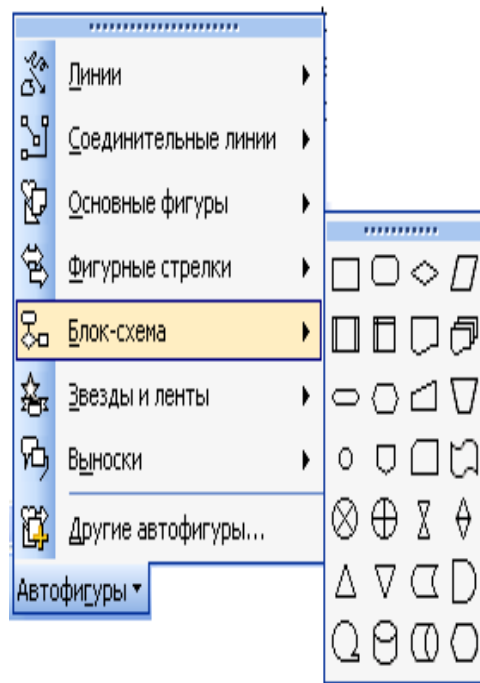 Линии
Соединительные линии
Основные фигуры
Фигурные стрелки
Блок-схема
Звезды и ленты
Выноски
Другие автофигуры...
Автофигуры